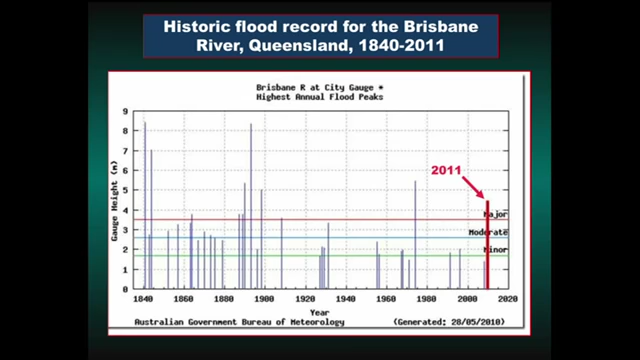 Historic flood record for the Brisbane
River, Queensland, 1840-2011
Brisbane R at City Gauge *
Highest Annual Flood Peaks
9
8
7
6
5
4
3
2
1
0
Gauge Height (m)
2011
Major
Moderate
Minor
1840 1860 1880 1900 1920 1940 1960 1980 2000 2020
Year
Australian Government Bureau of Meteorology (Generated: 28/05/2010)